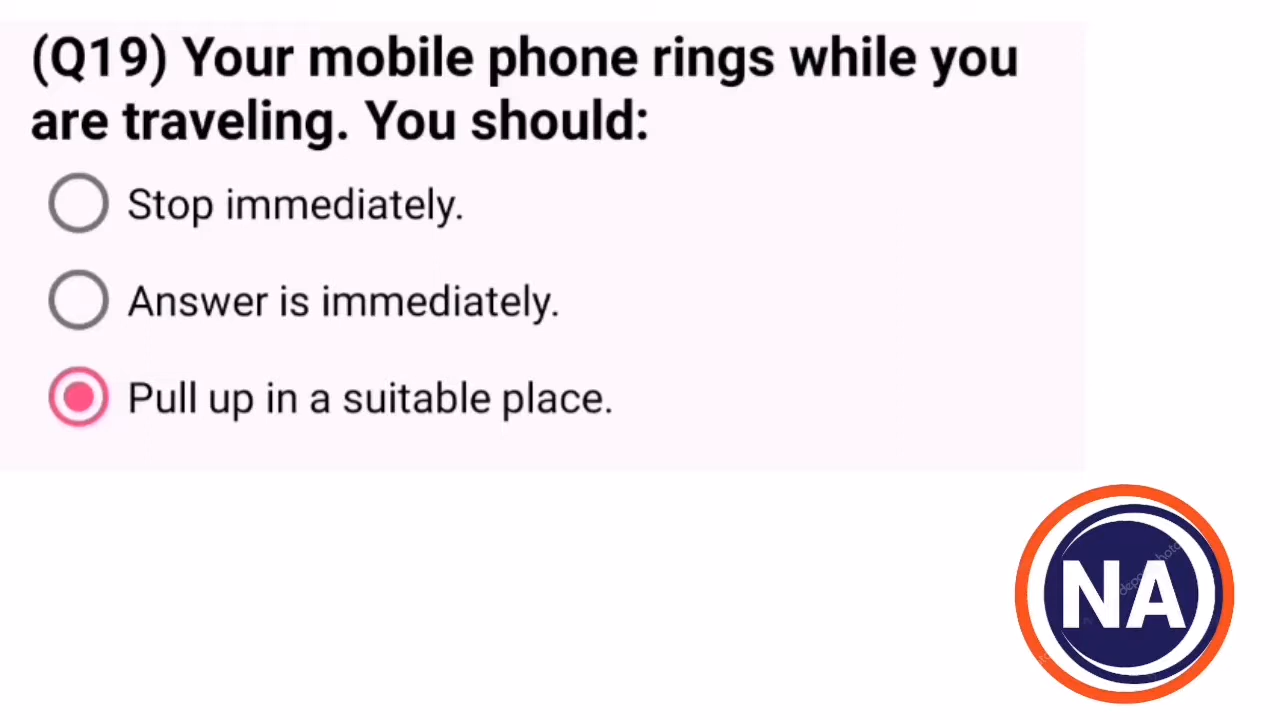 (Q19) Your mobile phone rings while you
are traveling. You should:
Stop immediately.
Answer is immediately.
Pull up in a suitable place.
NA